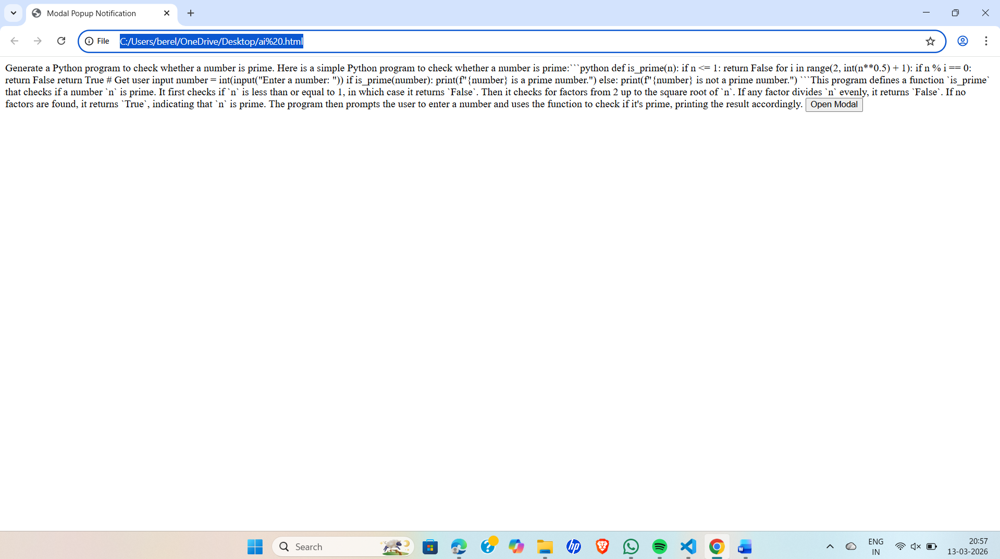 Modal Popup Notification
File
C:/Users/berel/OneDrive/Desktop/ai%20.html
Generate a Python program to check whether a number is prime. Here is a simple Python program to check whether a number is prime:```python def is_prime(n): if n <= 1: return False for i in range(2, int(n**0.5) + 1): if n % i == 0:
return False return True # Get user input number = int(input("Enter a number: ")) if is_prime(number): print(f"{number} is a prime number.") else: print(f"{number} is not a prime number.") ```This program defines a function `is_prime`
that checks if a number `n` is prime. It first checks if `n` is less than or equal to 1, in which case it returns `False`. Then it checks for factors from 2 up to the square root of `n`. If any factor divides `n` evenly, it returns `False`. If no
factors are found, it returns `True`, indicating that `n` is prime. The program then prompts the user to enter a number and uses the function to check if it's prime, printing the result accordingly. Open Modal
Search
hp
W
ENG
IN
20:57
13-03-2026